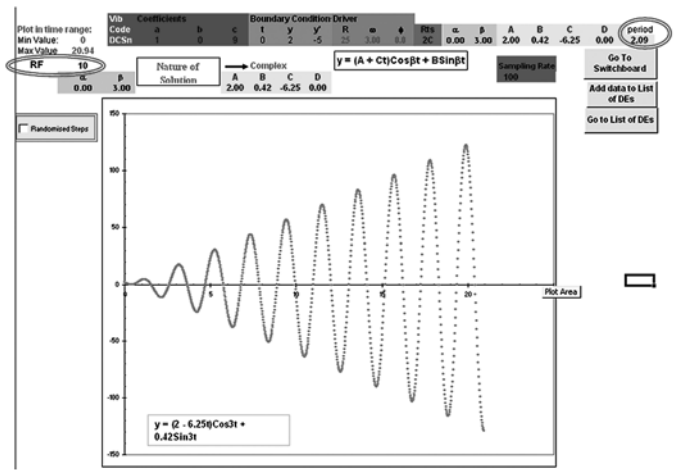 Vib Coefficients Boundary Condition Driver
Plot in time range: Code a b c t y y' R ω ɸ Rts α β A B C D period
Min Value: 0 DCSn 1 0 9 0 2 -5 25 3.00 0.0 2C 0.00 3.00 2.00 0.42 -6.25 0.00 2.09
Max Value 20.94
RF 10
Nature of Solution
Complex
y = (A + Ct)Cosβt + BSinβt
Sampling Rate
100
Go To Switchboard
α β A B C D
0.00 3.00 2.00 0.42 -6.25 0.00
Add data to List of DEs
Go to List of DEs
Randomised Steps
150
100
50
0
0 5 10 15 20
Plot Area
-50
-100
-150
y = (2 - 6.25t)Cos3t +
0.42Sin3t